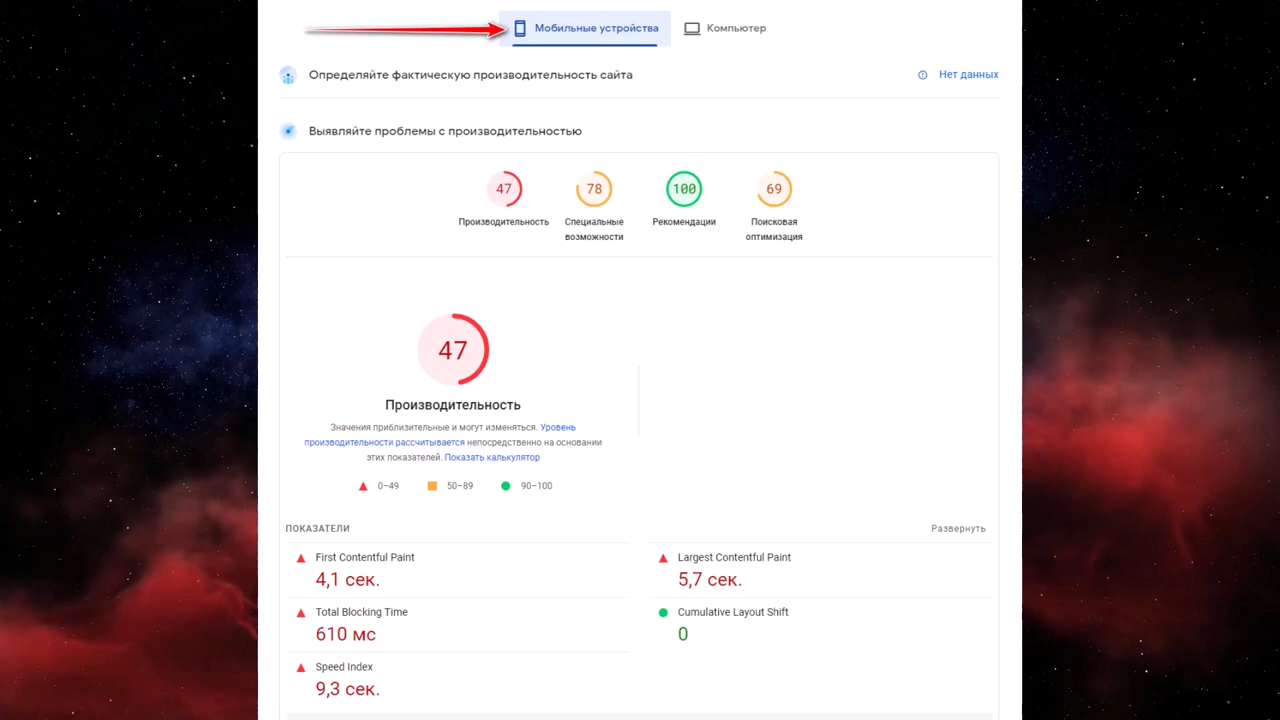 Мобильные устройства
Компьютер
Определяйте фактическую производительность сайта
Нет данных
Выявляйте проблемы с производительностью
47
78
100
69
Производительность
Специальные
возможности
Рекомендации
Поисковая
оптимизация
47
Производительность
Значения приблизительные и могут изменяться. Уровень
производительности рассчитывается непосредственно на основании
этих показателей. Показать калькулятор
0–49
50–89
90–100
ПОКАЗАТЕЛИ
Развернуть
First Contentful Paint
4,1 сек.
Largest Contentful Paint
5,7 сек.
Total Blocking Time
610 мс
Cumulative Layout Shift
0
Speed Index
9,3 сек.